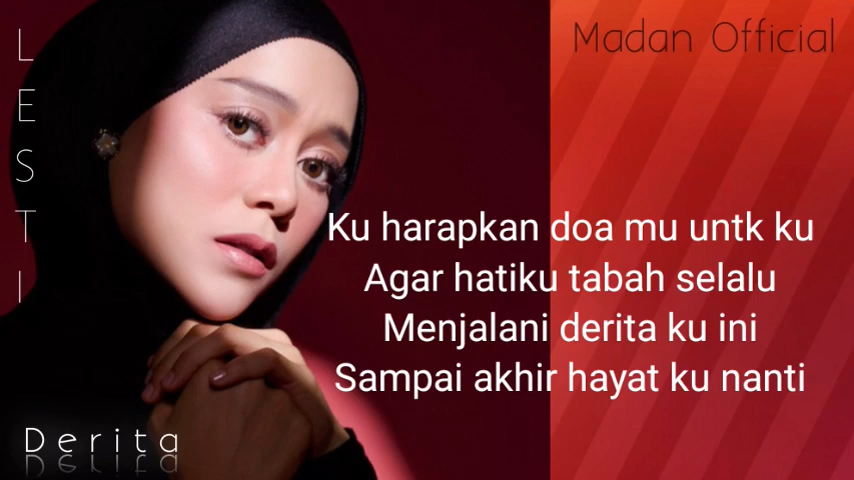 LESTI
Madan Official
Ku harapkan doa mu untk ku
Agar hatiku tabah selalu
Menjalani derita ku ini
Sampai akhir hayat ku nanti
Derita